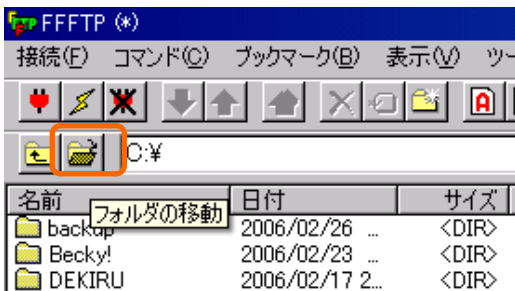 FFFTP (*)
接続(F) コマンド(C) ブックマーク(B) 表示(V) ツー
A
C:¥
名前 日付 サイズ
フォルダの移動
backup 2006/02/26 ... <DIR>
Becky! 2006/02/23 ... <DIR>
DEKIRU 2006/02/17 2... <DIR>